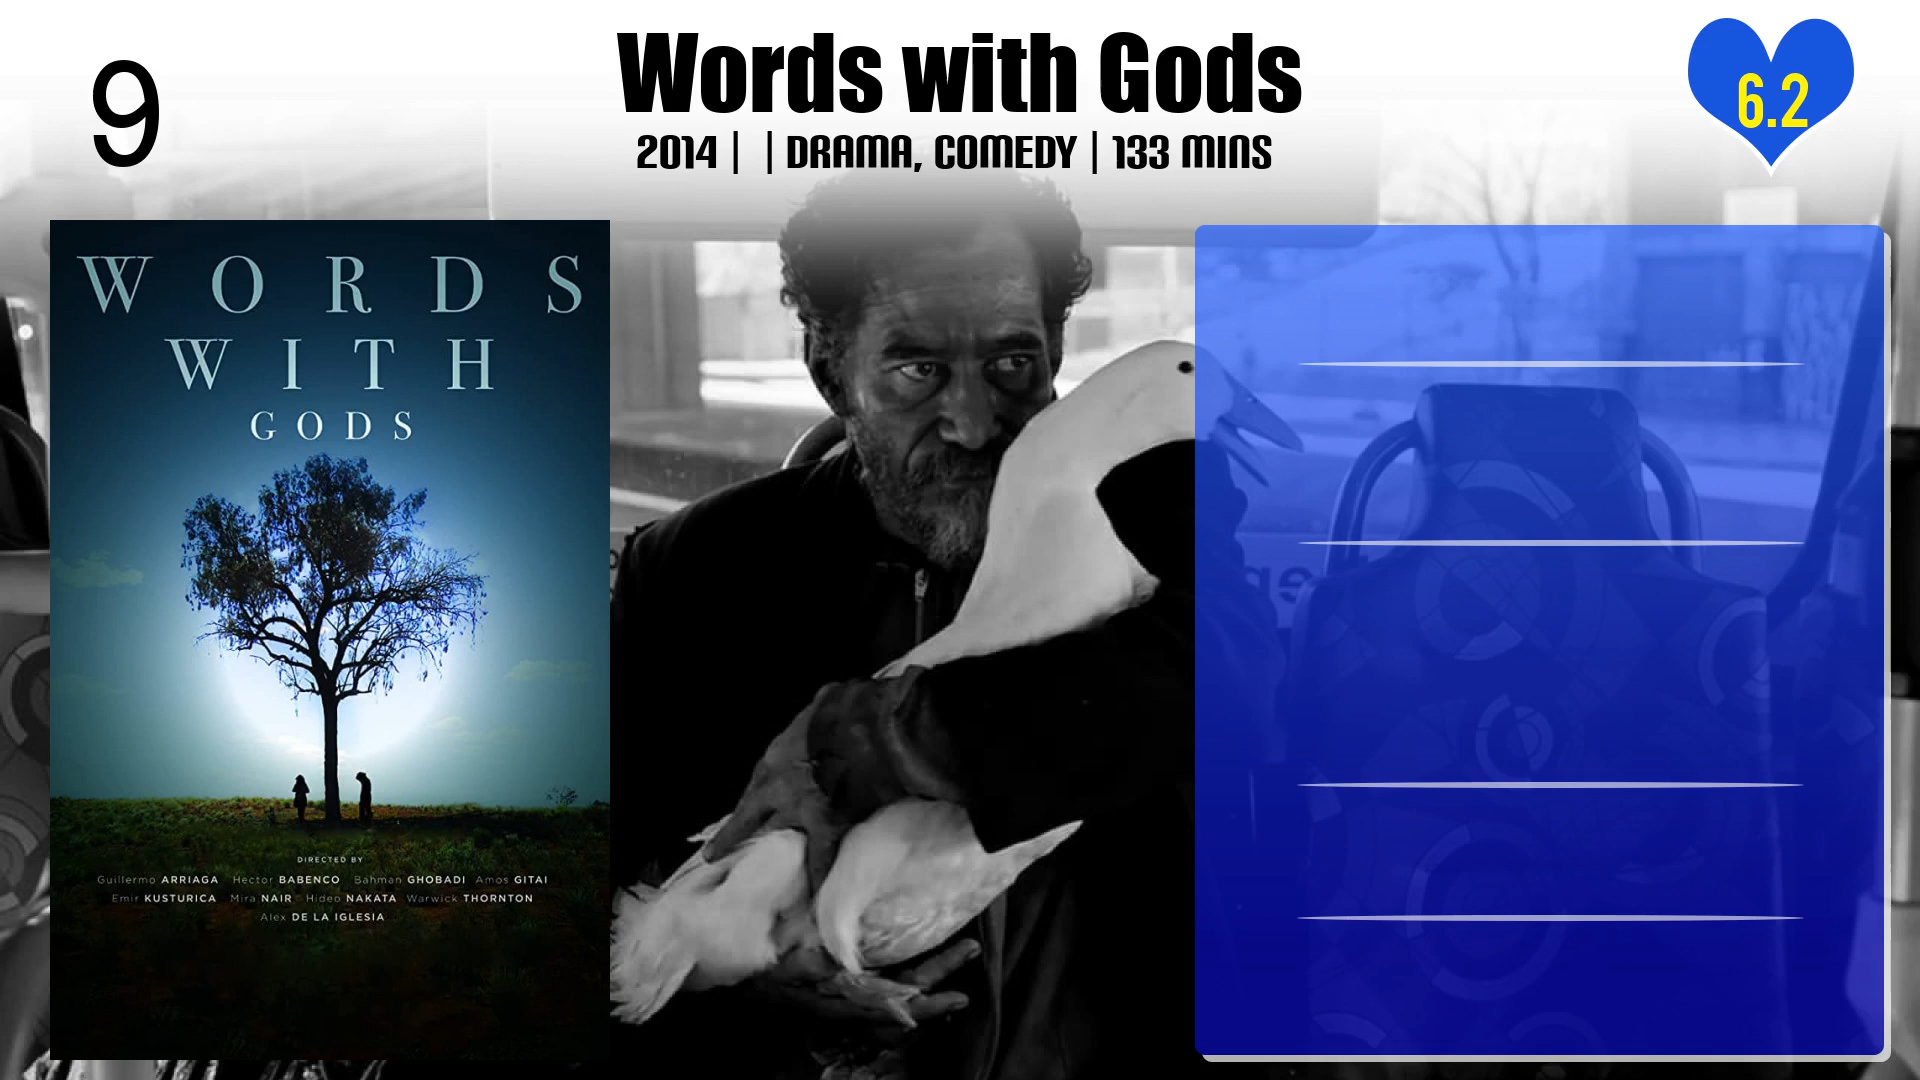 9
Words with Gods
2014 | | DRAMA, COMEDY | 133 MINS
6.2
WORDS
WITH
GODS
DIRECTED BY
Guillermo ARRIAGA Hector BABENCO Bahman GHOBADI Amos GITAI
Emir KUSTURICA Mira NAIR Hideo NAKATA Warwick THORNTON
Alex DE LA IGLESIA